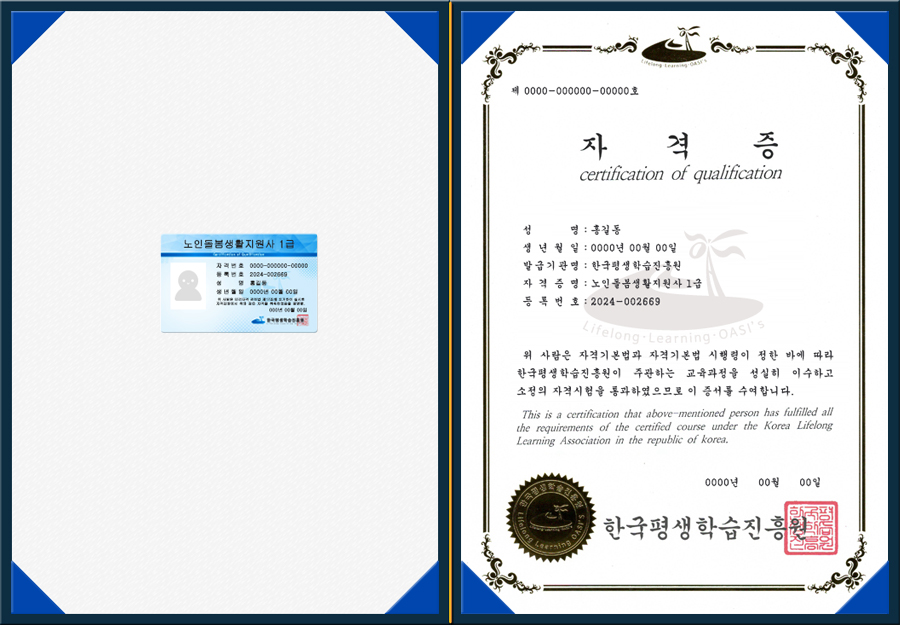 노인돌봄생활지원사 1급
Certification of Qualification
자 격 번 호  0000-000000-00000
등 록 번 호  2024-002669
성      명  홍길동
생 년 월 일  0000년 00월 00일
000년 00월 00일
한국평생학습진흥원
Lifelong Learning OASI's
제 0000-000000-00000호
자 격 증
certification of qualification
성 명 : 홍길동
생 년 월 일 : 0000년 00월 00일
발급기관명 : 한국평생학습진흥원
자 격 증 명 : 노인돌봄생활지원사 1급
등 록 번 호 : 2024-002669
Lifelong·Learning·OASI's
위 사람은 자격기본법과 자격기본법 시행령이 정한 바에 따라
한국평생학습진흥원이 주관하는 교육과정을 성실히 이수하고
소정의 자격시험을 통과하였으므로 이 증서를 수여합니다.
This is a certification that above-mentioned person has fulfilled all
the requirements of the certified course under the Korea Lifelong
Learning Association in the republic of korea.
0000년 00월 00일
한국평생학습진흥원
Lifelong Learning OASI's
한국평생학습진흥원